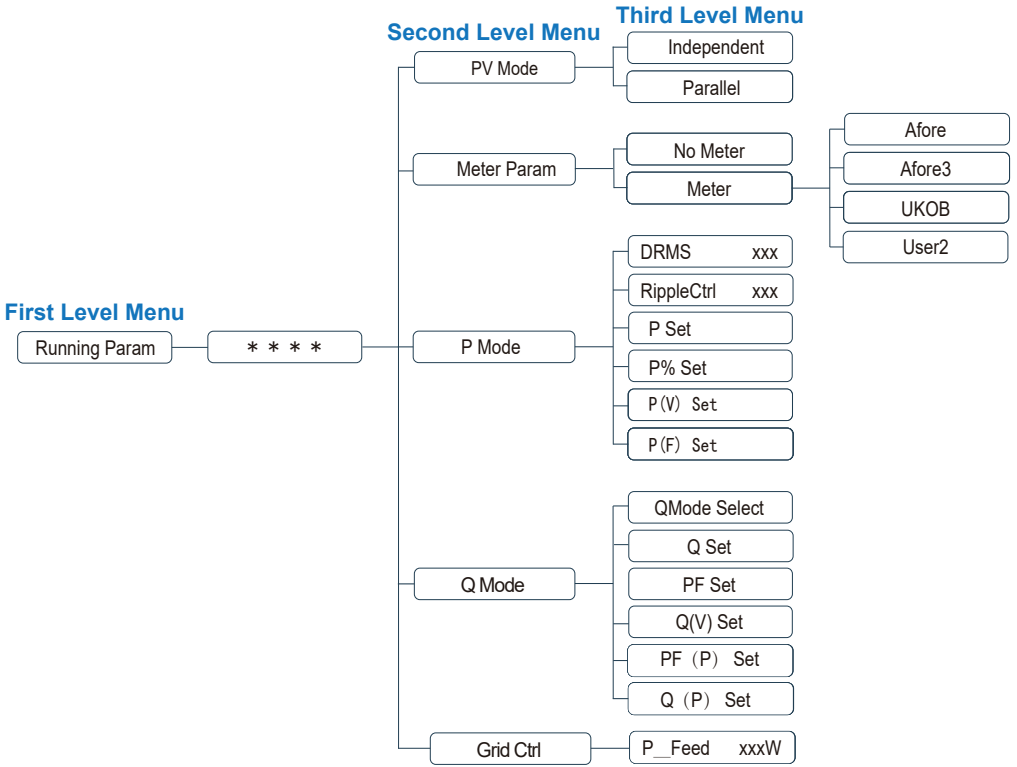 Third Level Menu
Second Level Menu
Independent
PV Mode
Parallel
Afore
No Meter
Meter Param
Afore3
Meter
UKOB
User2
DRMS xxx
RippleCtrl xxx
First Level Menu
P Set
Running Param
* * * *
P Mode
P% Set
P(V) Set
P(F) Set
QMode Select
Q Set
Q Mode
PF Set
Q(V) Set
PF（P） Set
Q（P） Set
Grid Ctrl
P__Feed xxxW